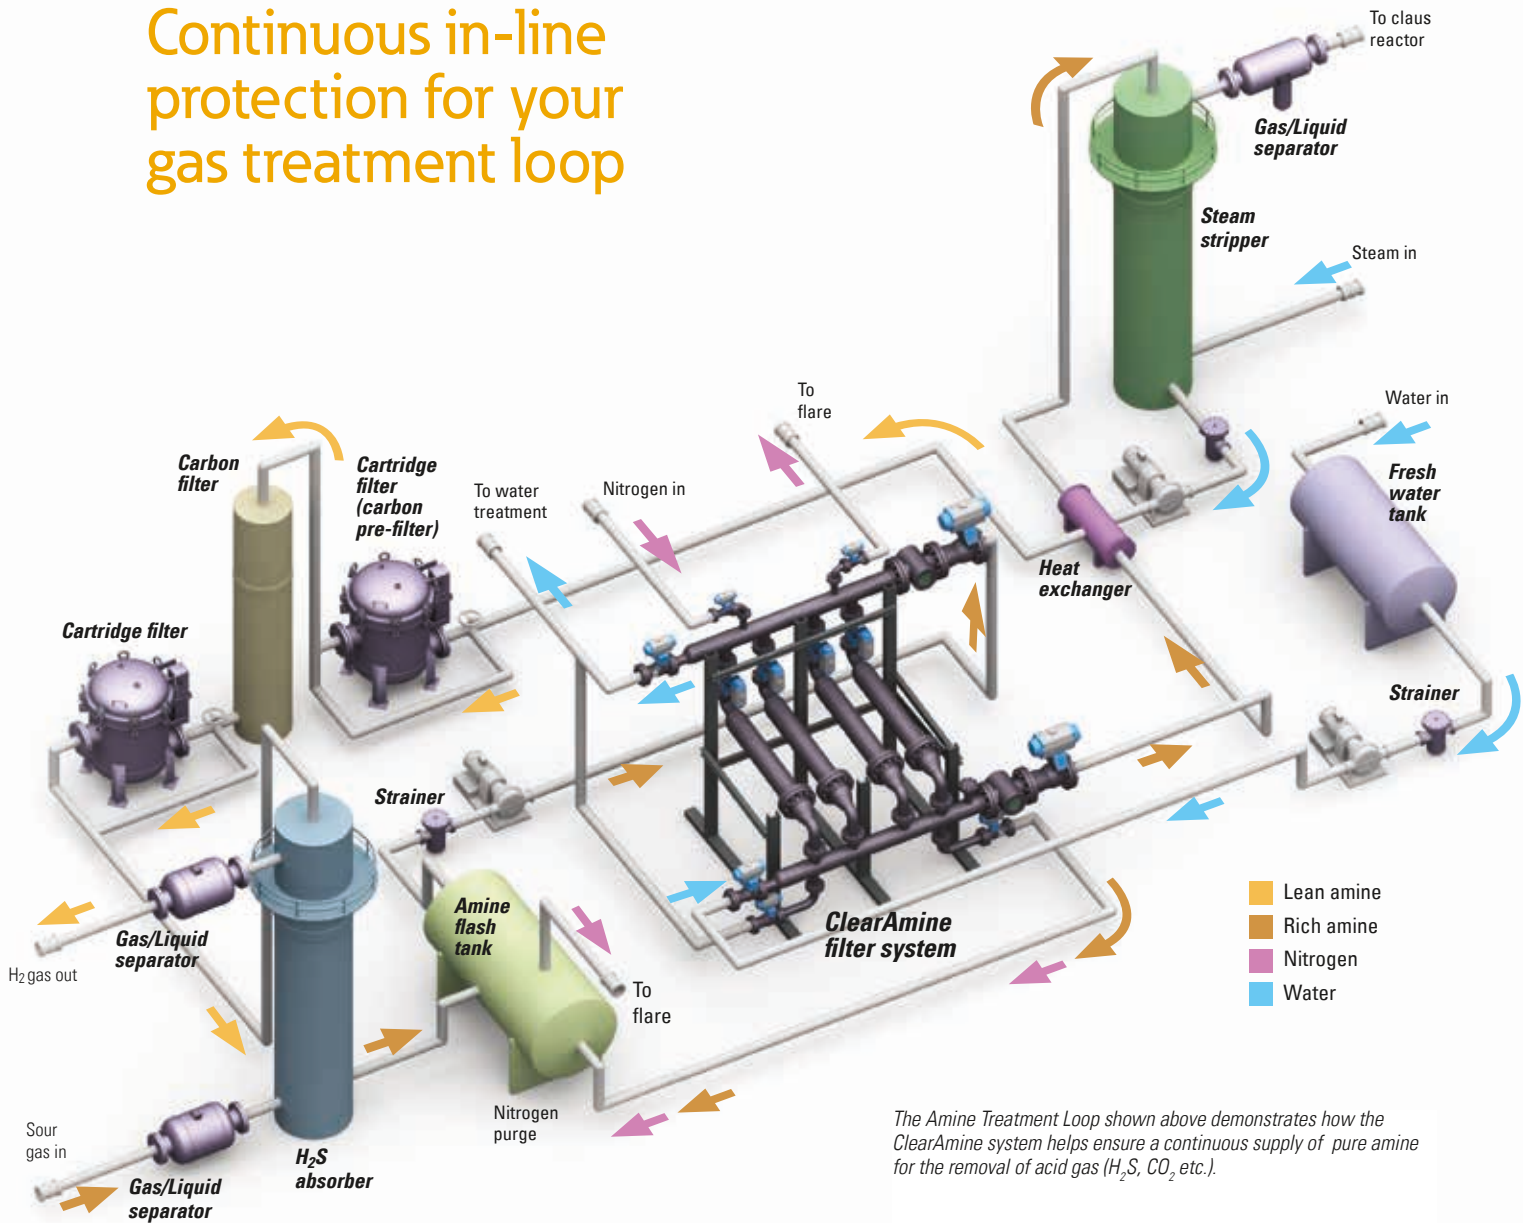 Continuous in-line
protection for your
gas treatment loop
To claus
reactor
Gas/Liquid
separator
Steam
stripper
Steam in
To
flare
Water in
Carbon
filter
Cartridge
filter
(carbon
pre-filter)
To water
treatment
Nitrogen in
Fresh
water
tank
Heat
exchanger
Cartridge filter
Strainer
Strainer
Amine
flash
tank
ClearAmine
filter system
Gas/Liquid
separator
H2 gas out
To
flare
Lean amine
Rich amine
Nitrogen
Water
Nitrogen
purge
Sour
gas in
H2S
absorber
Gas/Liquid
separator
The Amine Treatment Loop shown above demonstrates how the
ClearAmine system helps ensure a continuous supply of pure amine
for the removal of acid gas (H2S, CO2 etc.).